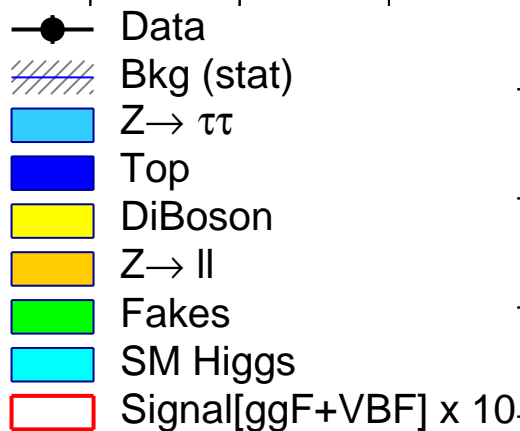 Data
Bkg (stat)
Z→ ττ
Top
DiBoson
Z→ ll
Fakes
SM Higgs
Signal[ggF+VBF] x 10